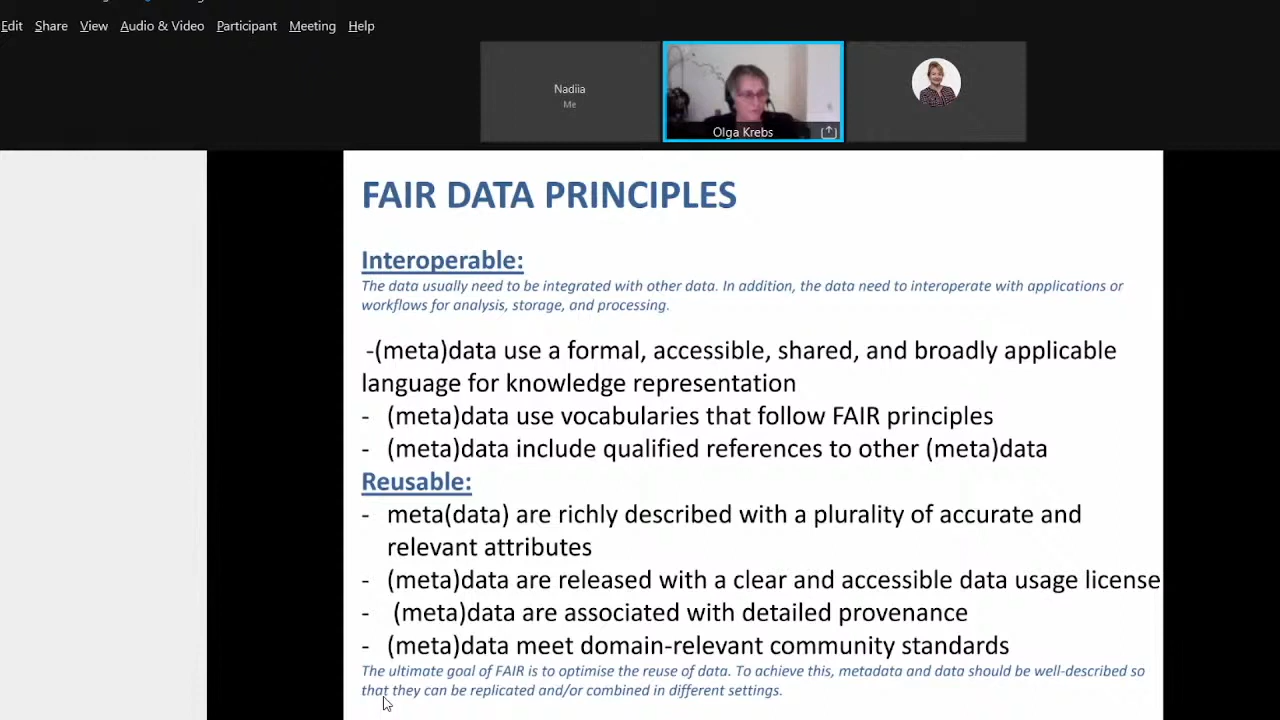 Edit Share View Audio & Video Participant Meeting Help
Nadiia
Me
Olga Krebs
FAIR DATA PRINCIPLES
Interoperable:
The data usually need to be integrated with other data. In addition, the data need to interoperate with applications or
workflows for analysis, storage, and processing.
-(meta)data use a formal, accessible, shared, and broadly applicable
language for knowledge representation
- (meta)data use vocabularies that follow FAIR principles
- (meta)data include qualified references to other (meta)data
Reusable:
- meta(data) are richly described with a plurality of accurate and
relevant attributes
- (meta)data are released with a clear and accessible data usage license
- (meta)data are associated with detailed provenance
- (meta)data meet domain-relevant community standards
The ultimate goal of FAIR is to optimise the reuse of data. To achieve this, metadata and data should be well-described so
that they can be replicated and/or combined in different settings.